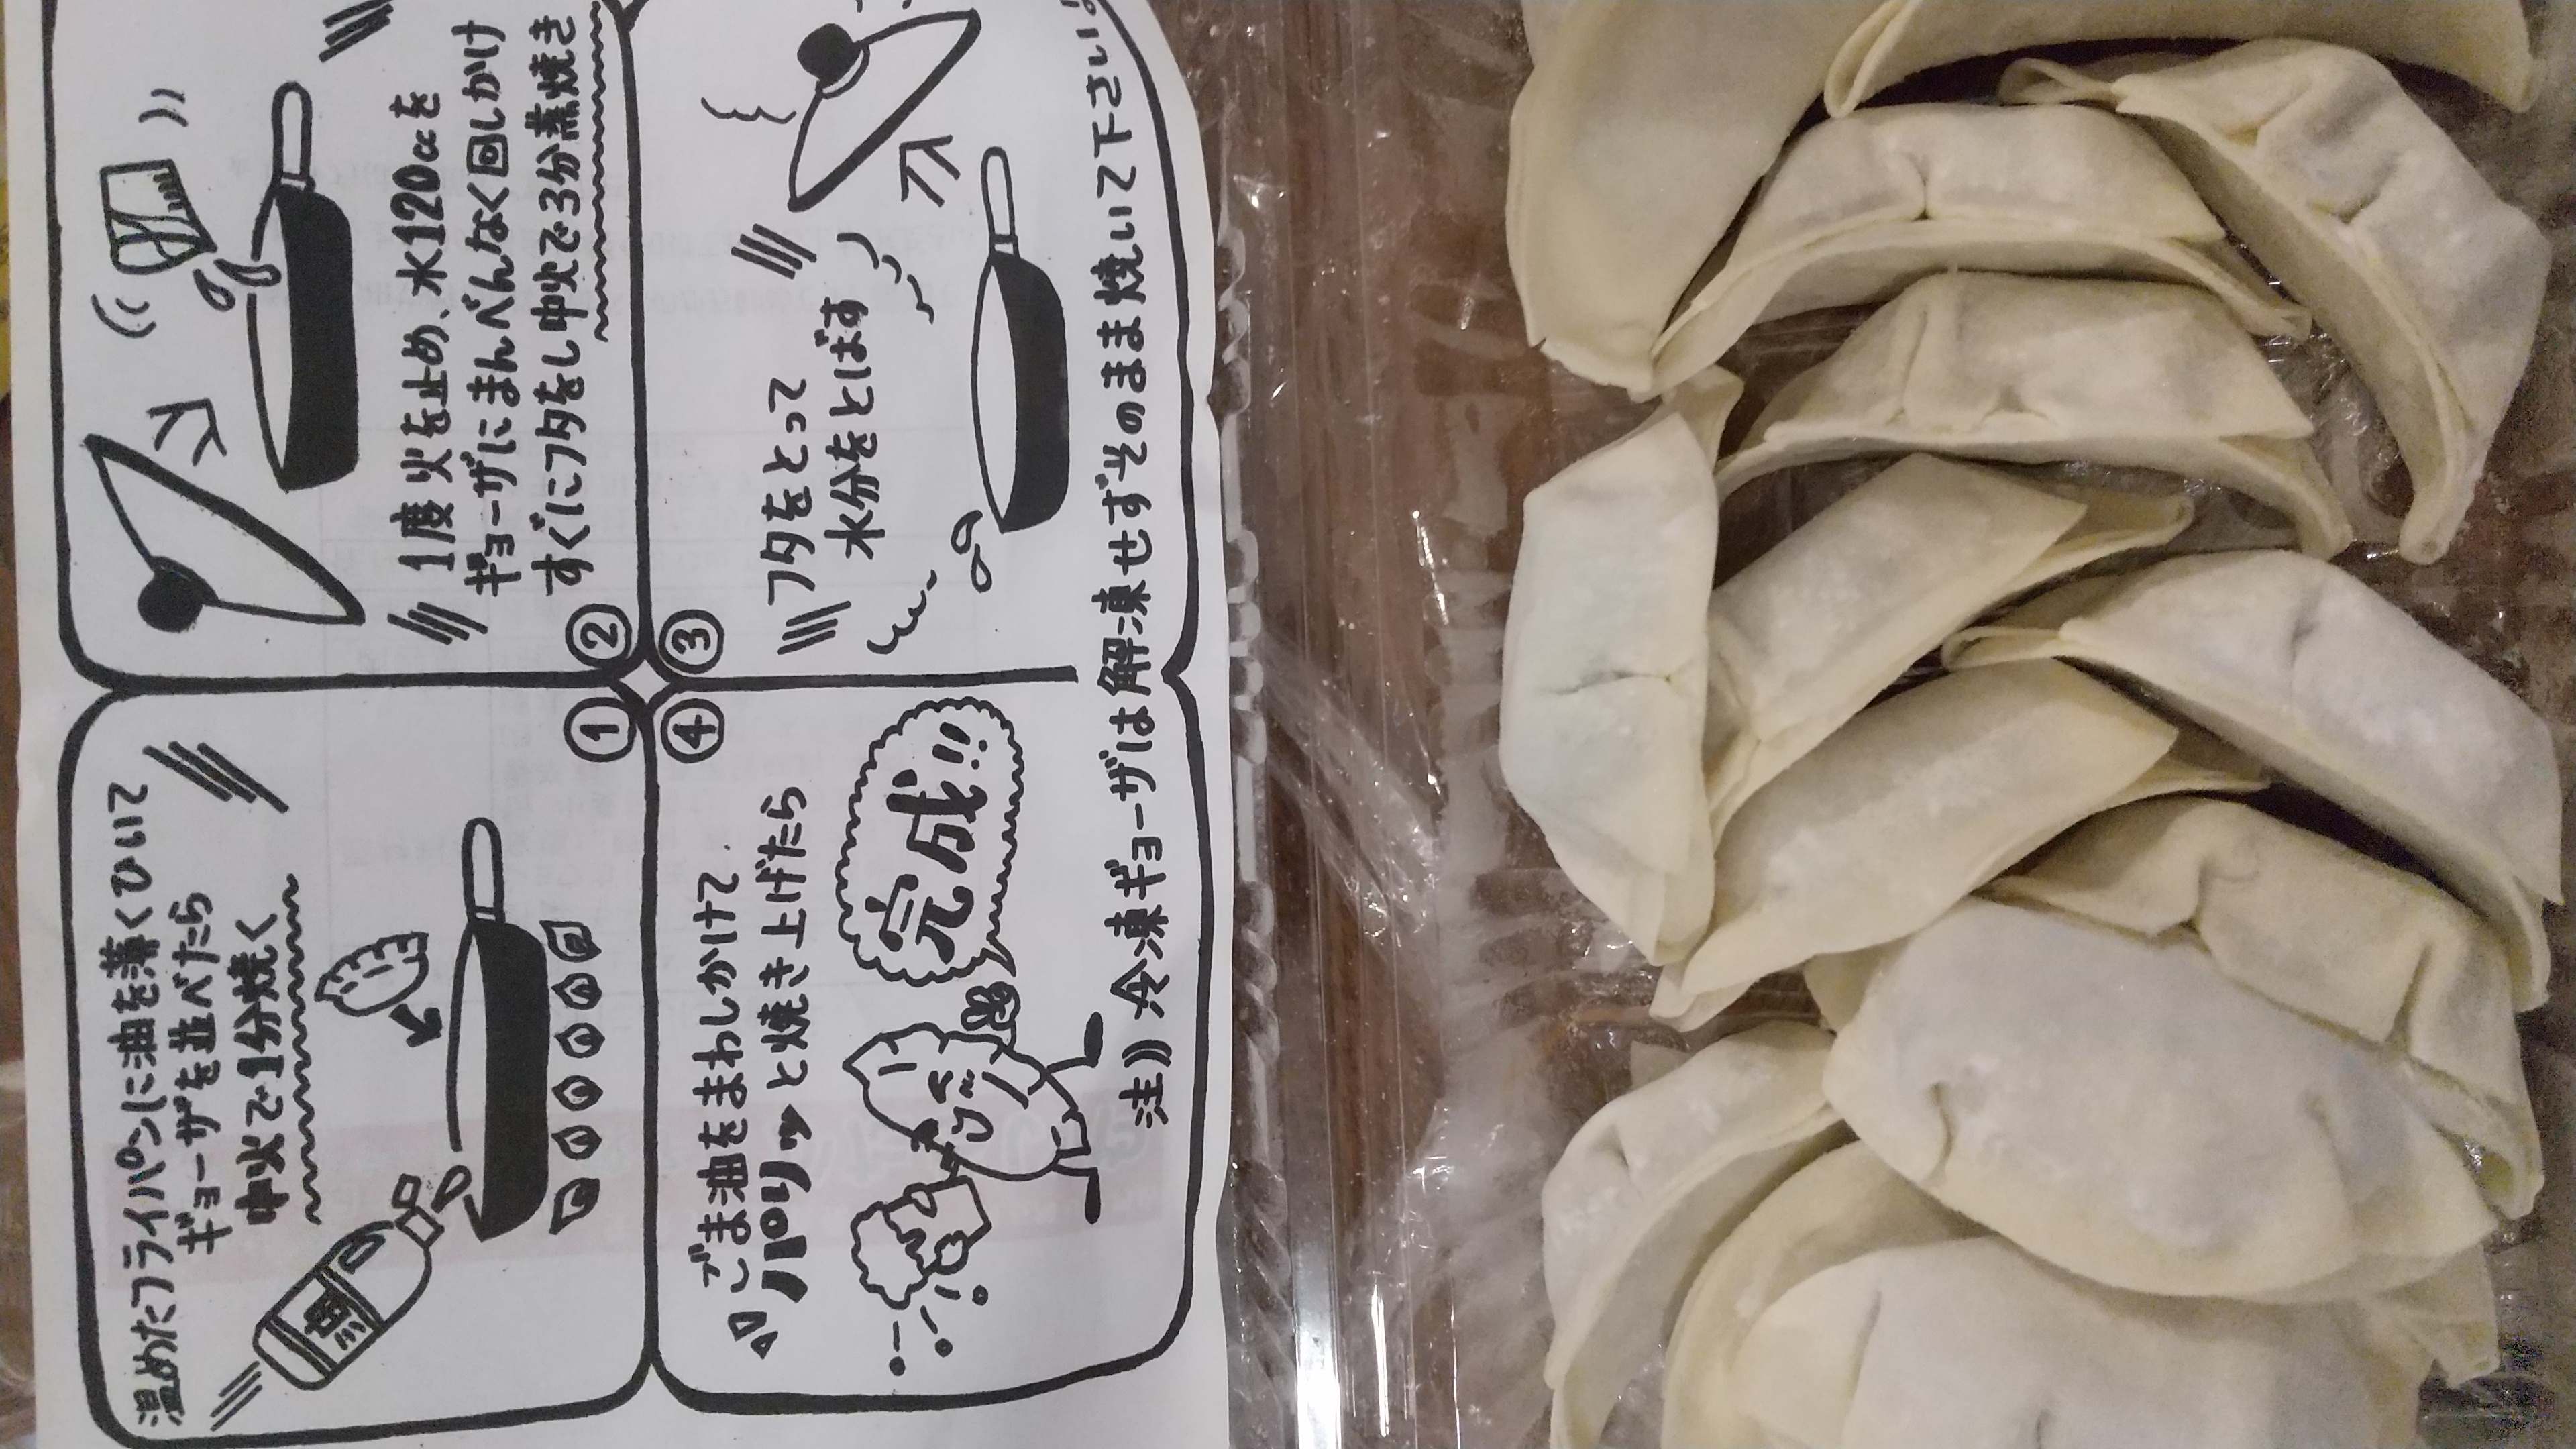 ①
温めたフライパンに油を薄くひいて
ギョーザを並べたら
中火で1分焼く
油
②
1度火を止め、水120ccを
ギョーザにまんべんなく回しかけ
すぐにフタをし中火で3分蒸焼き
③
フタをとって
水分をとばす
④
ごま油をまわしかけて、
パリッと焼き上げたら
完成!!
注)) 冷凍ギョーザは解凍せずそのまま焼いて下さいね